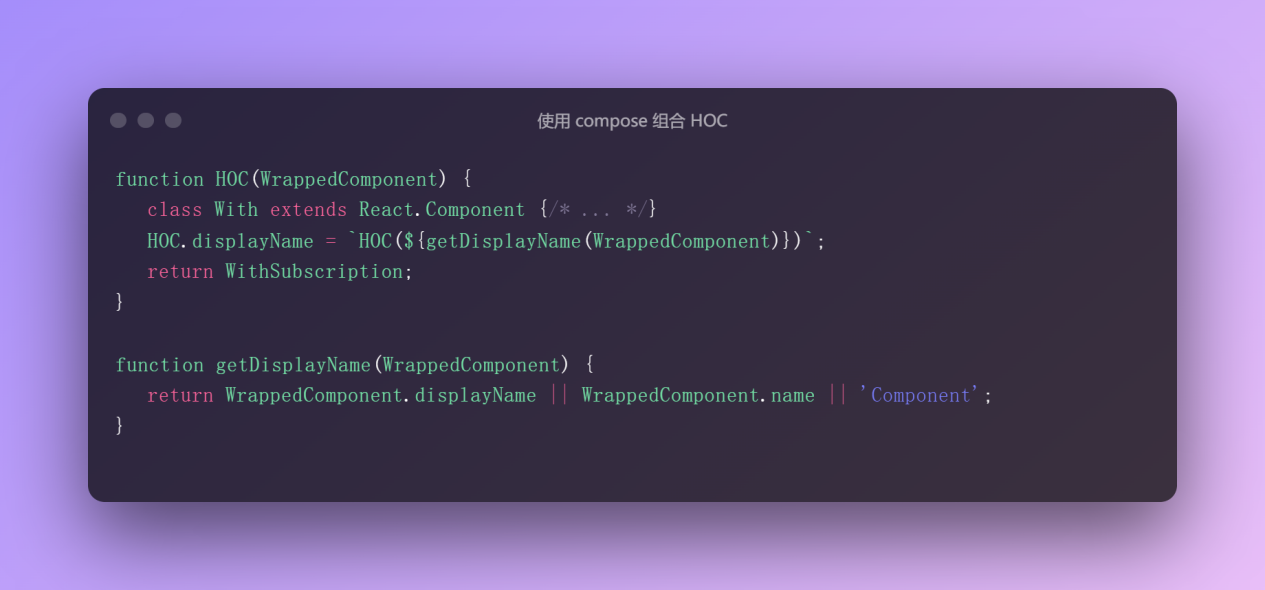 使用 compose 组合 HOC
function HOC(WrappedComponent) {
   class With extends React.Component {/* ... */}
   HOC.displayName = `HOC(${getDisplayName(WrappedComponent)})`;
   return WithSubscription;
}

function getDisplayName(WrappedComponent) {
   return WrappedComponent.displayName || WrappedComponent.name || 'Component';
}